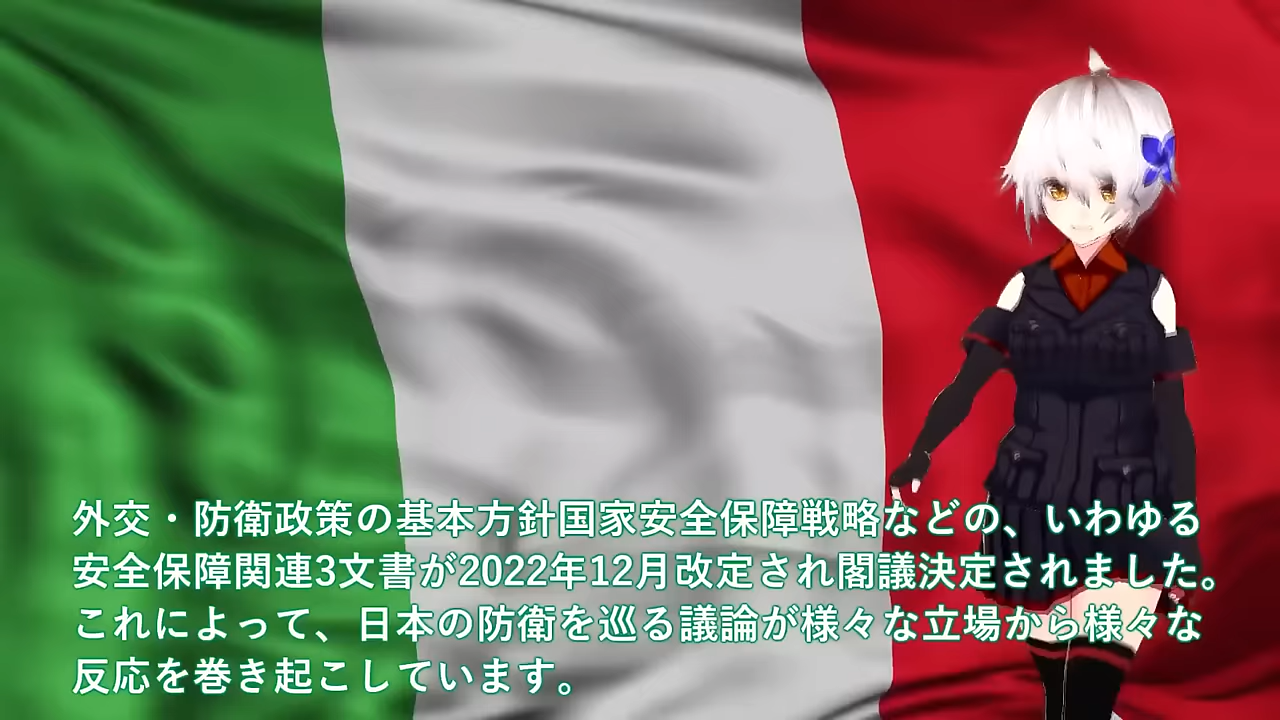 外交・防衛政策の基本方針国家安全保障戦略などの、いわゆる
安全保障関連3文書が2022年12月改定され閣議決定されました。
これによって、日本の防衛を巡る議論が様々な立場から様々な
反応を巻き起こしています。